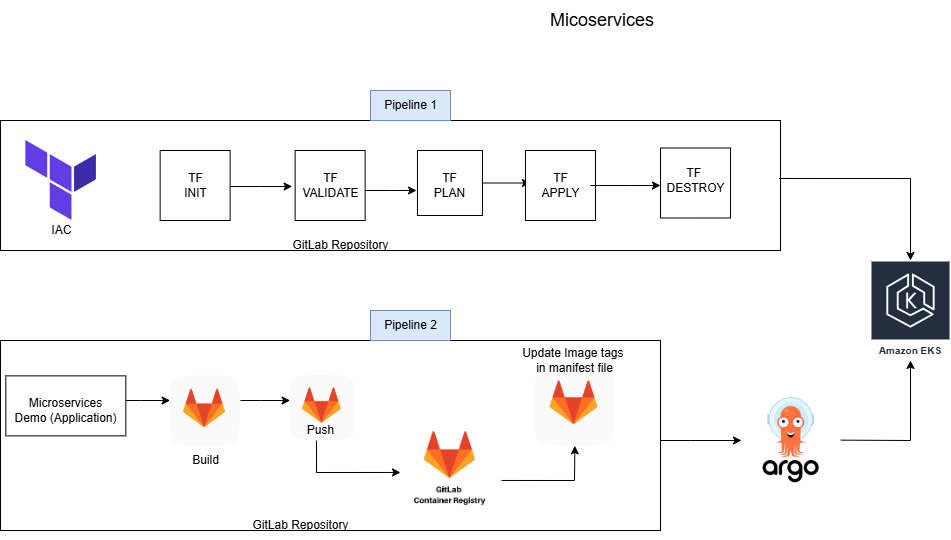 Micoservices
Pipeline 1
TF
INIT
TF
VALIDATE
TF
PLAN
TF
APPLY
TF
DESTROY
IAC
GitLab Repository
K
Amazon EKS
Pipeline 2
Update Image tags
in manifest file
Microservices
Demo (Application)
Push
Build
GitLab
Container Registry
argo
GitLab Repository